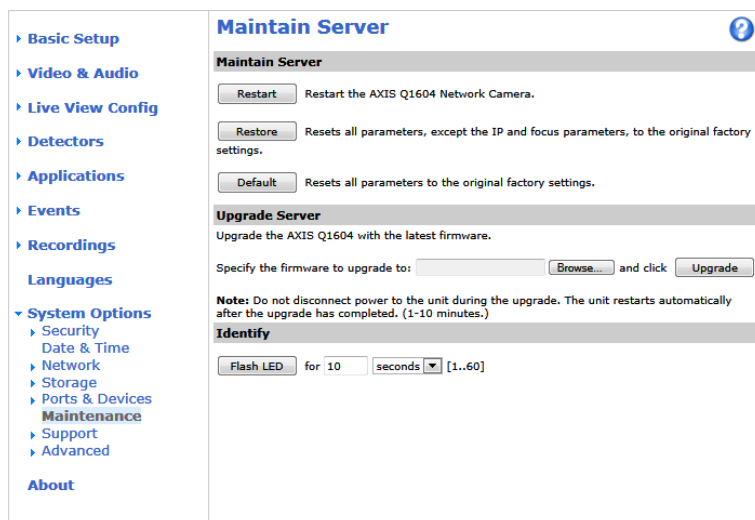 Basic Setup
Video & Audio
Live View Config
Detectors
Applications
Events
Recordings
Languages
System Options
Security
Date & Time
Network
Storage
Ports & Devices
Maintenance
Support
Advanced
About
Maintain Server
?
Maintain Server
Restart Restart the AXIS Q1604 Network Camera.
Restore Resets all parameters, except the IP and focus parameters, to the original factory
settings.
Default Resets all parameters to the original factory settings.
Upgrade Server
Upgrade the AXIS Q1604 with the latest firmware.
Specify the firmware to upgrade to: Browse... and click Upgrade
Note: Do not disconnect power to the unit during the upgrade. The unit restarts automatically
after the upgrade has completed. (1-10 minutes.)
Identify
Flash LED for 10 seconds [1..60]